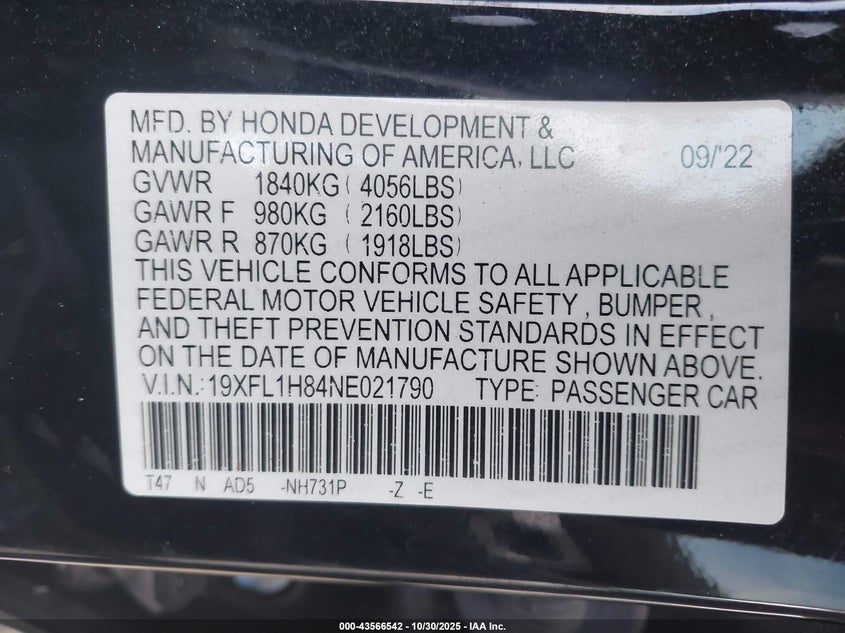 MFD. BY HONDA DEVELOPMENT &
MANUFACTURING OF AMERICA, LLC 09/'22
GVWR 1840KG ( 4056LBS)
GAWR F 980KG ( 2160LBS)
GAWR R 870KG ( 1918LBS)
THIS VEHICLE CONFORMS TO ALL APPLICABLE
FEDERAL MOTOR VEHICLE SAFETY , BUMPER ,
AND THEFT PREVENTION STANDARDS IN EFFECT
ON THE DATE OF MANUFACTURE SHOWN ABOVE.
V.I.N.:19XFL1H84NE021790 TYPE: PASSENGER CAR
T47 N AD5 -NH731P -Z -E
000-43566542 - 10/30/2025 - IAA Inc.